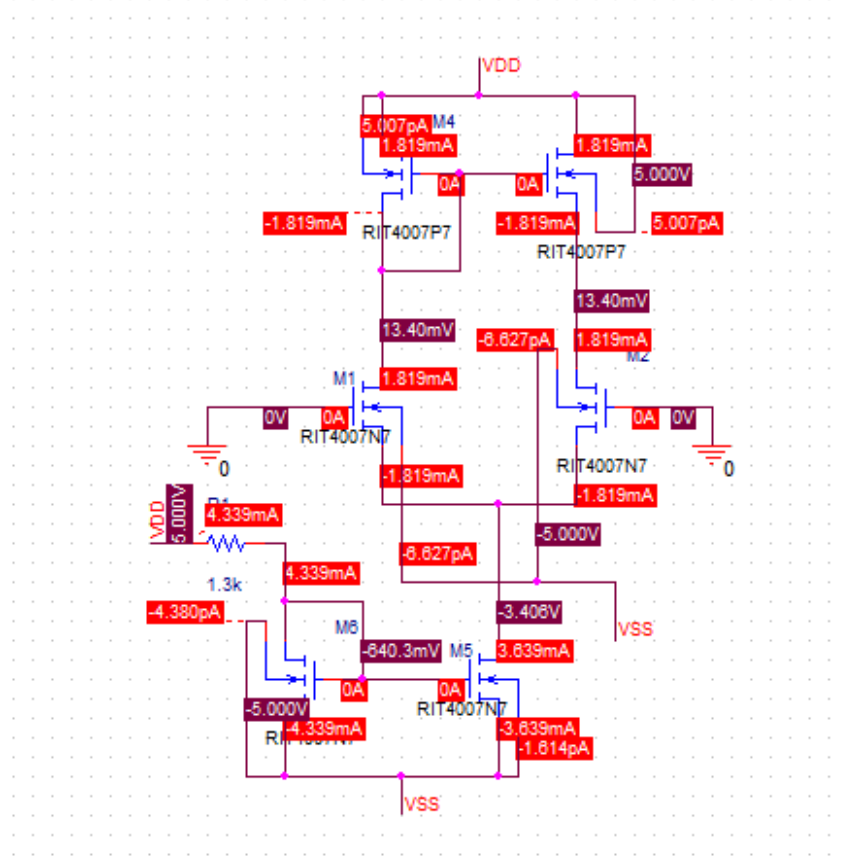 VDD
5.007pA
M4
1.819mA
1.819mA
0A
0A
5.000V
-1.819mA
-1.819mA
5.007pA
RIT4007P7
RIT4007P7
13.40mV
13.40mV
-6.627pA
1.819mA
M2
M1
1.819mA
0V
0A
0A
0V
RIT4007N7
RIT4007N7
0
0
-1.819mA
-1.819mA
VDD
5.000V
4.339mA
-5.000V
-6.627pA
4.339mA
1.3k
-4.380pA
-3.406V
VSS
M6
-640.3mV
M5
3.639mA
0A
0A
-5.000V
RIT4007N7
-4.339mA
-3.639mA
-1.614pA
VSS